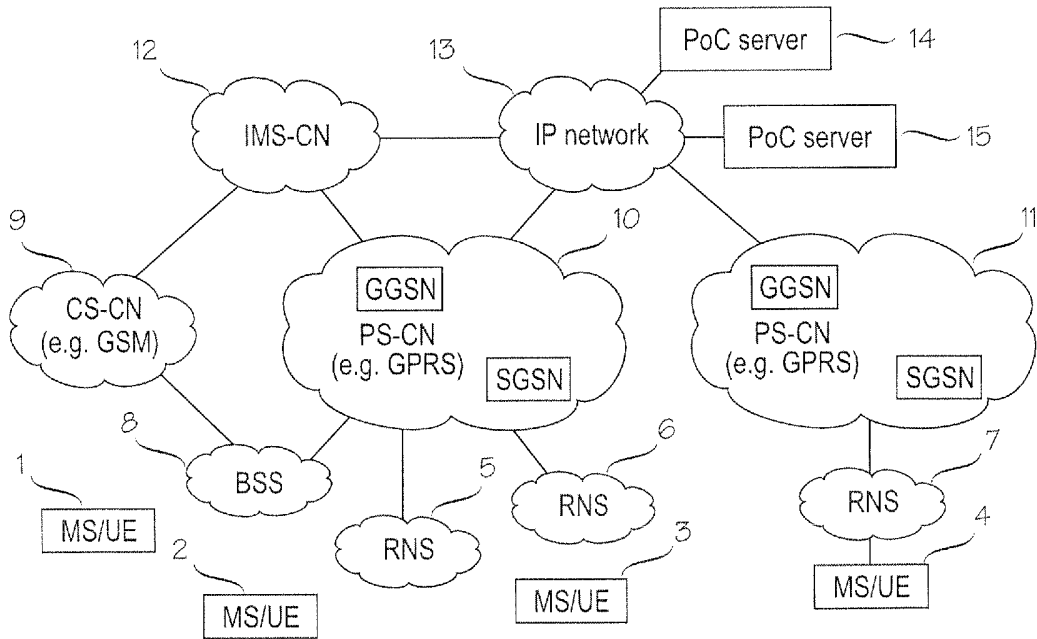 PoC server
14
12
13
IMS-CN
IP network
PoC server
15
9
10
11
CS-CN
(e.g. GSM)
GGSN
PS-CN
(e.g. GPRS)
SGSN
GGSN
PS-CN
(e.g. GPRS)
SGSN
8
BSS
6
RNS
7
RNS
1
MS/UE
5
RNS
2
MS/UE
3
MS/UE
4
MS/UE